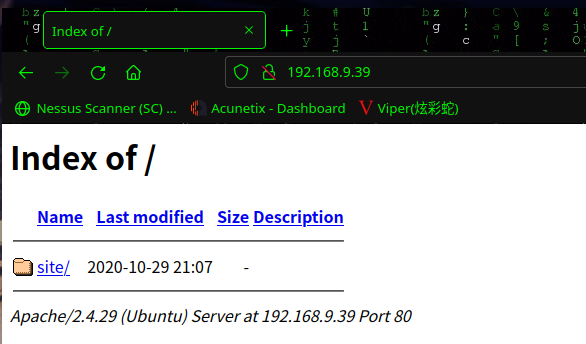 Index of /
192.168.9.39
Nessus Scanner (SC) ... Acunetix - Dashboard Viper(炫彩蛇)
Index of /
Name Last modified Size Description
site/ 2020-10-29 21:07 -
Apache/2.4.29 (Ubuntu) Server at 192.168.9.39 Port 80